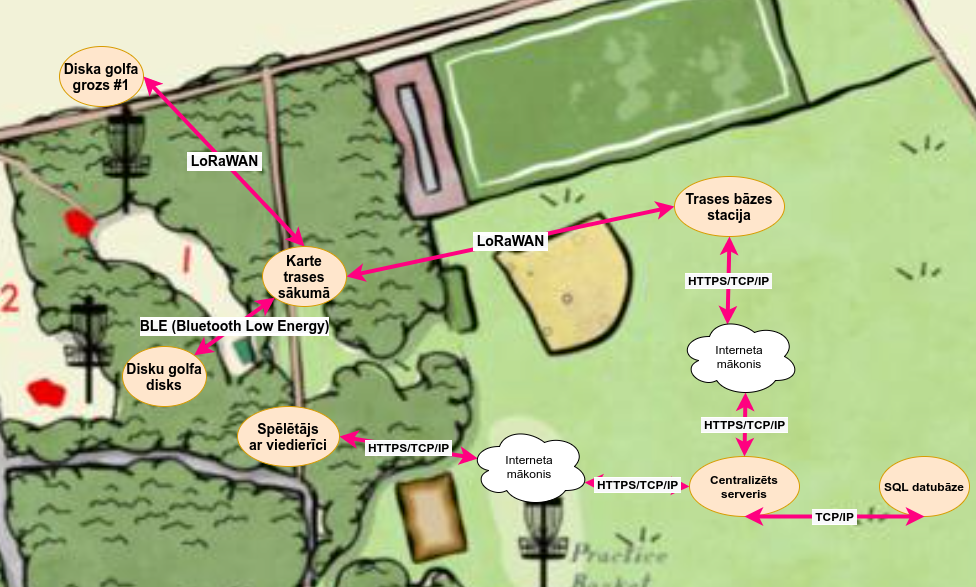 Diska golfa
grozs #1
LoRaWAN
Trases bāzes
stacija
LoRaWAN
Karte
trases
sākumā
1
2
HTTPS/TCP/IP
BLE (Bluetooth Low Energy)
Interneta
mākonis
Disku golfa
disks
HTTPS/TCP/IP
Spēlētājs
ar viedierīci
HTTPS/TCP/IP
Interneta
mākonis
HTTPS/TCP/IP
Centralizēts
serveris
SQL datubāze
TCP/IP
Practice
Basket